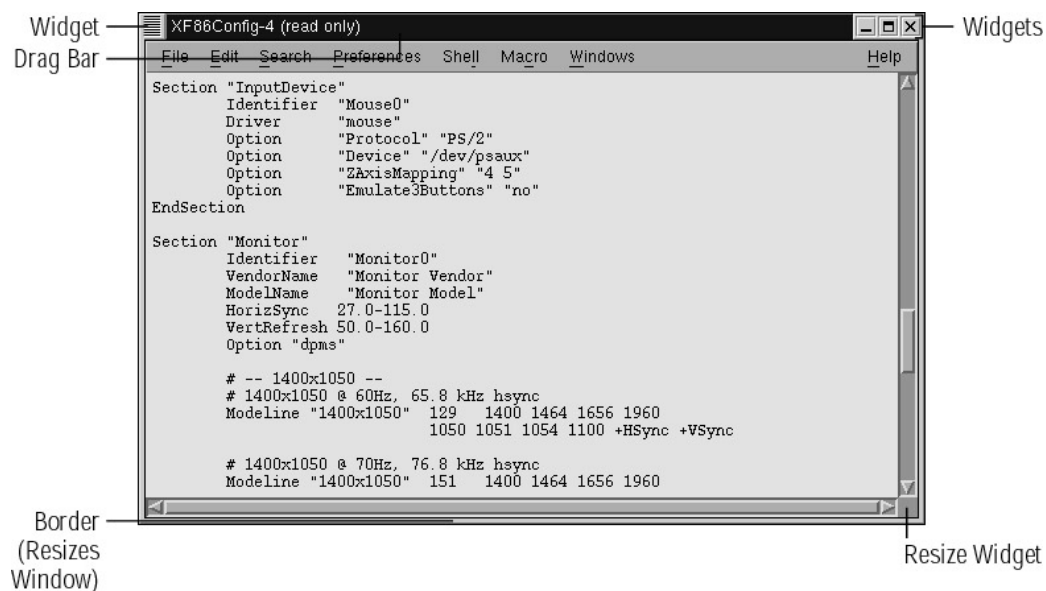 Widget
XF86Config-4 (read only)
Widgets
Drag Bar
File Edit Search Preferences Shell Macro Windows Help
Section "InputDevice"
Identifier "Mouse0"
Driver "mouse"
Option "Protocol" "PS/2"
Option "Device" "/dev/psaux"
Option "ZAxisMapping" "4 5"
Option "Emulate3Buttons" "no"
EndSection
Section "Monitor"
Identifier "Monitor0"
VendorName "Monitor Vendor"
ModelName "Monitor Model"
HorizSync 27.0-115.0
VertRefresh 50.0-160.0
Option "dpms"
# -- 1400x1050 --
# 1400x1050 @ 60Hz, 65.8 kHz hsync
Modeline "1400x1050" 129 1400 1464 1656 1960
1050 1051 1054 1100 +HSync +VSync
# 1400x1050 @ 70Hz, 76.8 kHz hsync
Modeline "1400x1050" 151 1400 1464 1656 1960
Border
(Resizes
Window)
Resize Widget